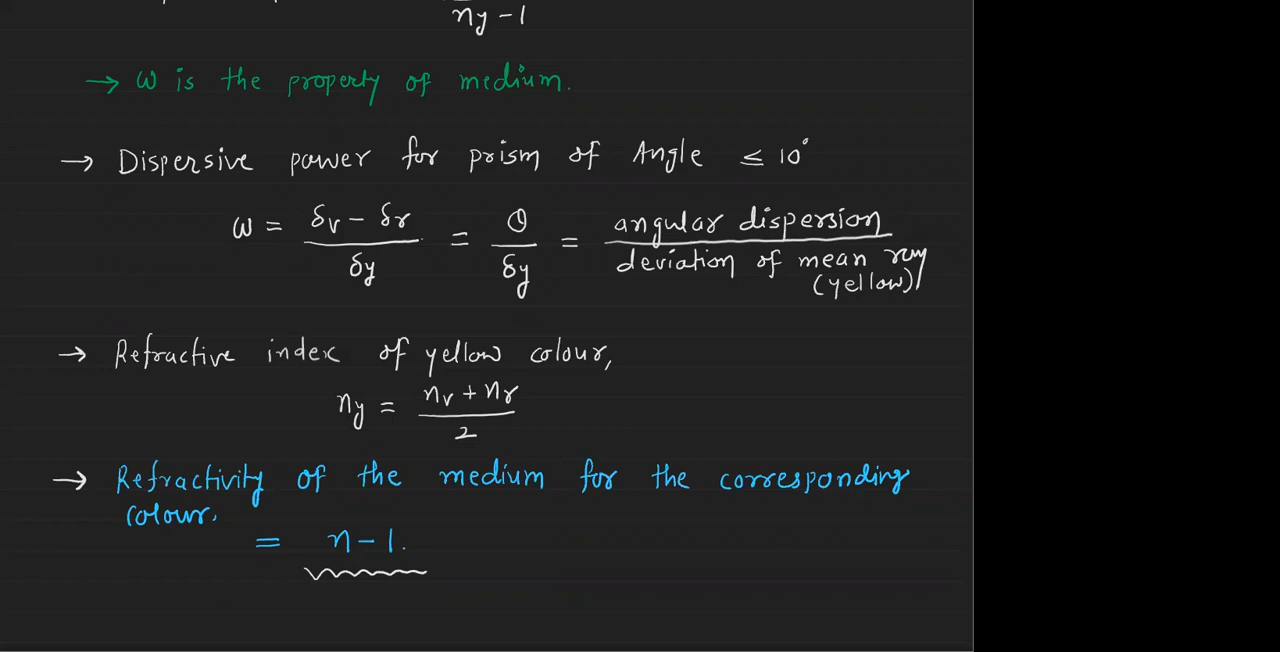 ny - 1
→ ω is the property of medium.
→ Dispersive power for prism of Angle ≤ 10°
ω = (δv - δr) / δy = θ / δy = angular dispersion / deviation of mean ray (yellow)
→ Refractive index of yellow colour,
ny = (nv + nr) / 2
→ Refractivity of the medium for the corresponding
colour.
= n - 1.